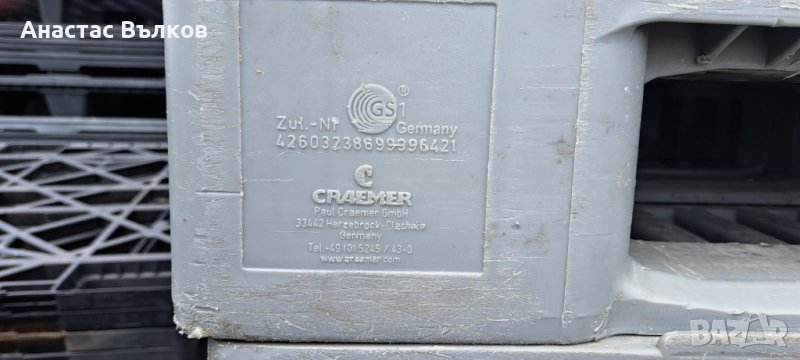 Анастас Вълков
GS1
®
Zul.-Nr
Germany
C
CRAEMER
Paul Craemer GmbH
33442 Herzebrock-Clarholz
Germany
Tel.+49 (0) 5245 / 43-0
www.craemer.com
BAZAR